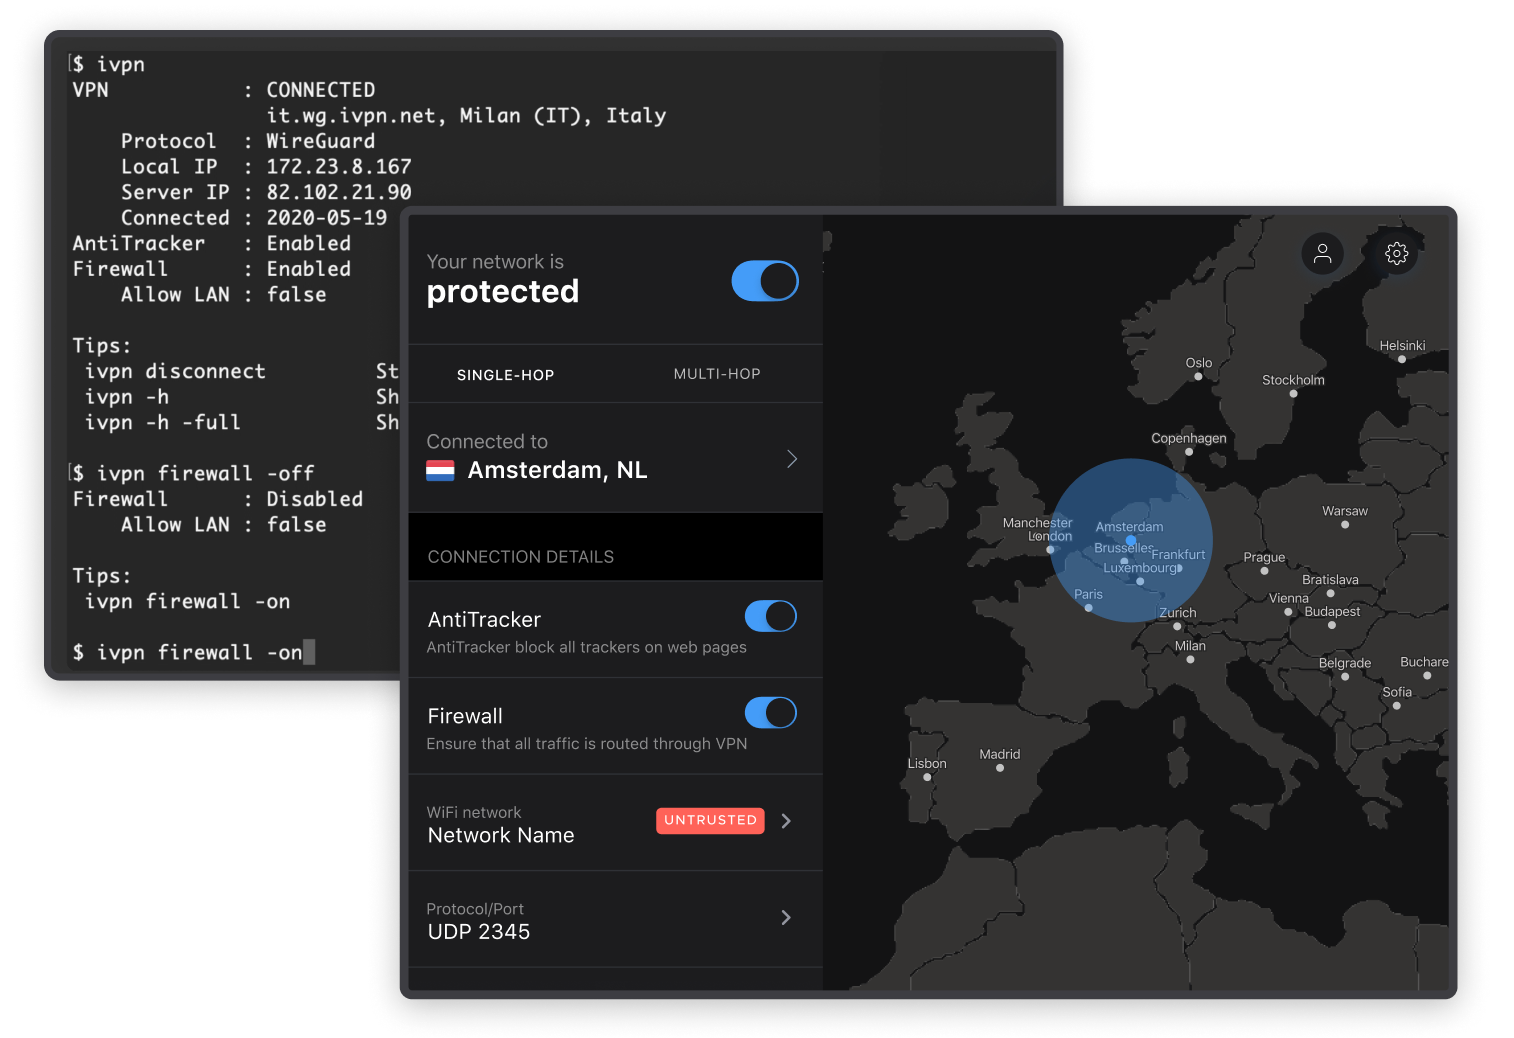 $ ivpn
VPN : CONNECTED
it.wg.ivpn.net, Milan (IT), Italy
Protocol : WireGuard
Local IP : 172.23.8.167
Server IP : 82.102.21.90
Connected : 2020-05-19
AntiTracker : Enabled
Firewall : Enabled
Allow LAN : false
Tips:
ivpn disconnect St
ivpn -h Sh
ivpn -h -full Sh
$ ivpn firewall -off
Firewall : Disabled
Allow LAN : false
Tips:
ivpn firewall -on
$ ivpn firewall -on
Your network is
protected
SINGLE-HOP MULTI-HOP
Connected to
Amsterdam, NL
CONNECTION DETAILS
AntiTracker
AntiTracker block all trackers on web pages
Firewall
Ensure that all traffic is routed through VPN
WiFi network
Network Name
UNTRUSTED
Protocol/Port
UDP 2345
Helsinki
Oslo
Stockholm
Copenhagen
Warsaw
Manchester
London
Amsterdam
Brusselles
Frankfurt
Luxembourg
Prague
Bratislava
Paris
Vienna
Budapest
Zurich
Milan
Belgrade
Buchare
Sofia
Madrid
Lisbon